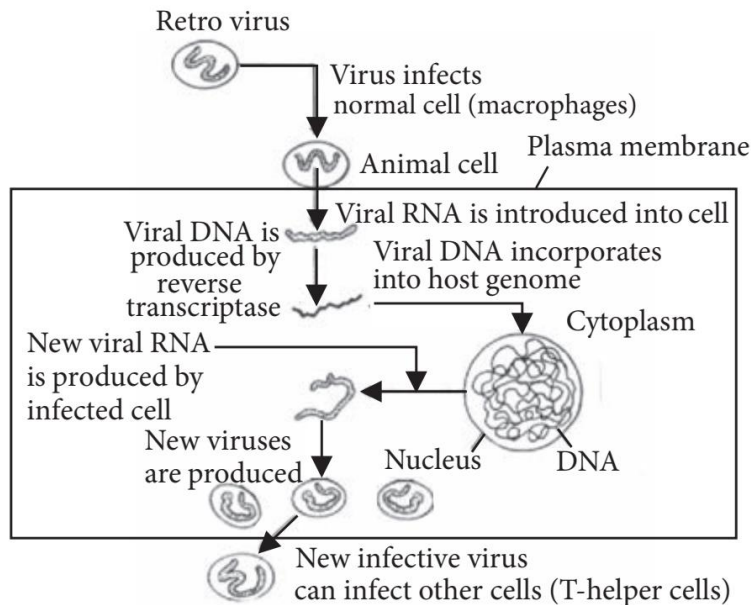 Retro virus
Virus infects
normal cell (macrophages)
Plasma membrane
Animal cell
Viral RNA is introduced into cell
Viral DNA is
produced by
reverse
transcriptase
Viral DNA incorporates
into host genome
Cytoplasm
New viral RNA
is produced by
infected cell
New viruses
are produced
Nucleus
DNA
New infective virus
can infect other cells (T-helper cells)